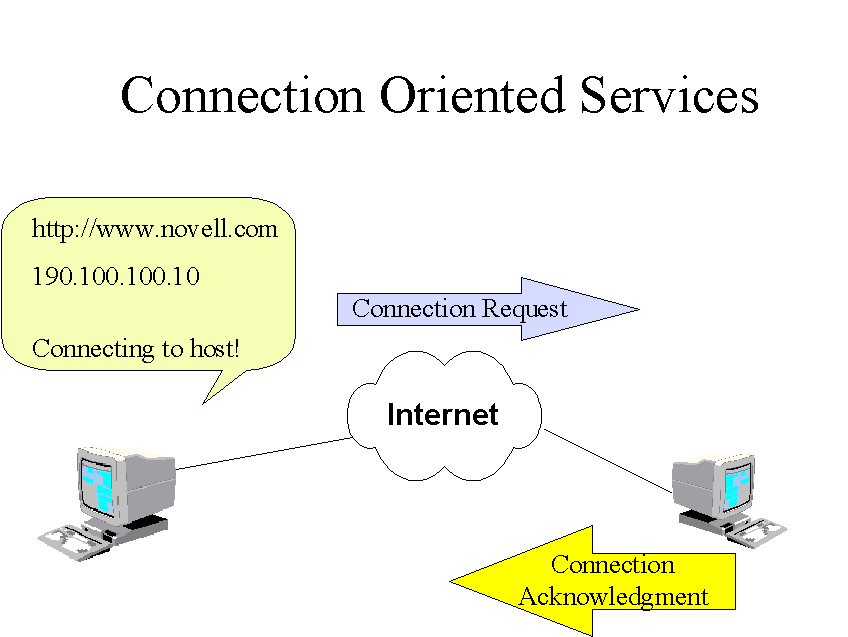 Connection Oriented Services
http://www.novell.com
190.100.100.10
Connecting to host!
Connection Request
Internet
Connection
Acknowledgment